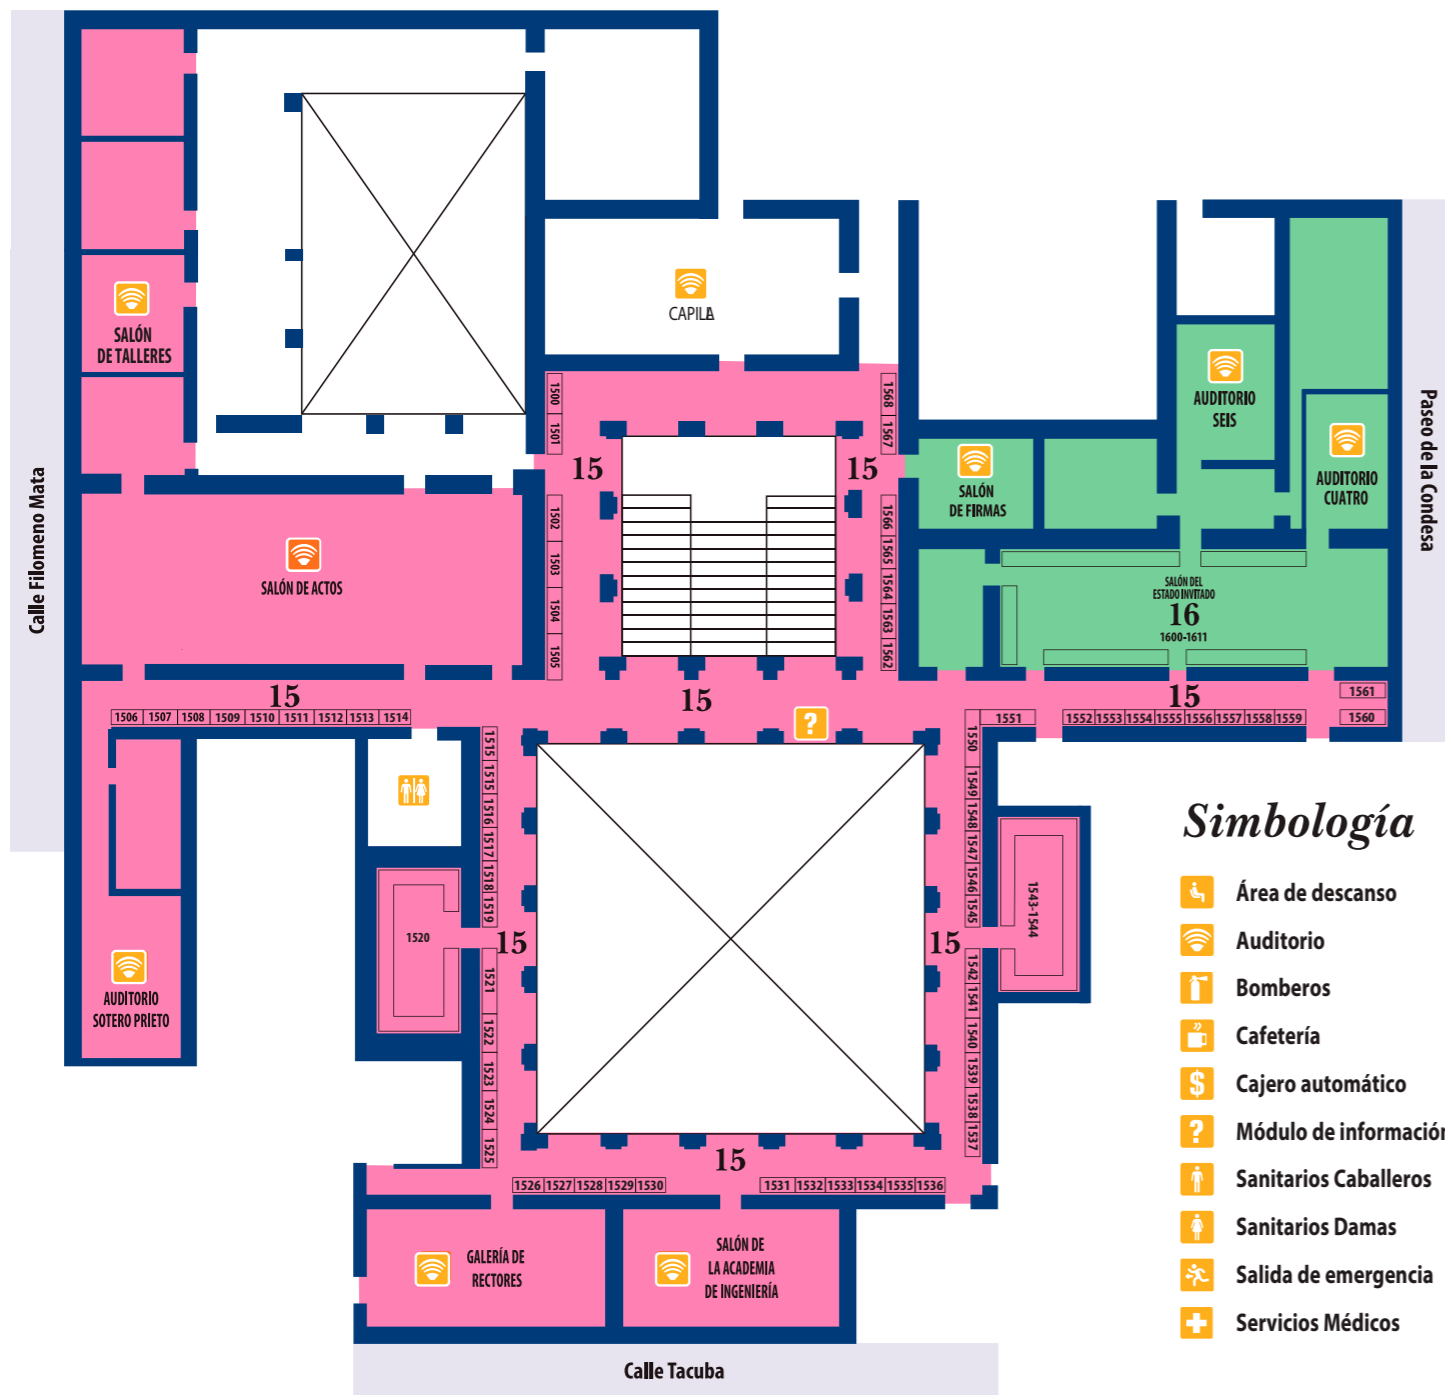 Calle Filomeno Mata
Paseo de la Condesa
Calle Tacuba
CAPILA
SALÓN
DE TALLERES
SALÓN DE ACTOS
1500
1501
15
1502
1503
1504
1505
1568
1567
15
1566
1565
1564
1563
1562
SALÓN
DE FIRMAS
AUDITORIO
SEIS
AUDITORIO
CUATRO
SALÓN DEL
ESTADO INVITADO
16
1600-1611
15
1506 1507 1508 1509 1510 1511 1512 1513 1514
15
?
15
1561
1560
1551
1552 1553 1554 1555 1556 1557 1558 1559
1515
1515
1516
1517
1518
1519
1520
15
1521
1522
1523
1524
1525
1550
1549
1548
1547
1546
1545
1543-1544
15
1542
1541
1540
1539
1538
1537
AUDITORIO
SOTERO PRIETO
15
1526 1527 1528 1529 1530
1531 1532 1533 1534 1535 1536
GALERÍA DE
RECTORES
SALÓN DE
LA ACADEMIA
DE INGENIERÍA
Simbología
Área de descanso
Auditorio
Bomberos
Cafetería
$ Cajero automático
? Módulo de información
Sanitarios Caballeros
Sanitarios Damas
Salida de emergencia
Servicios Médicos